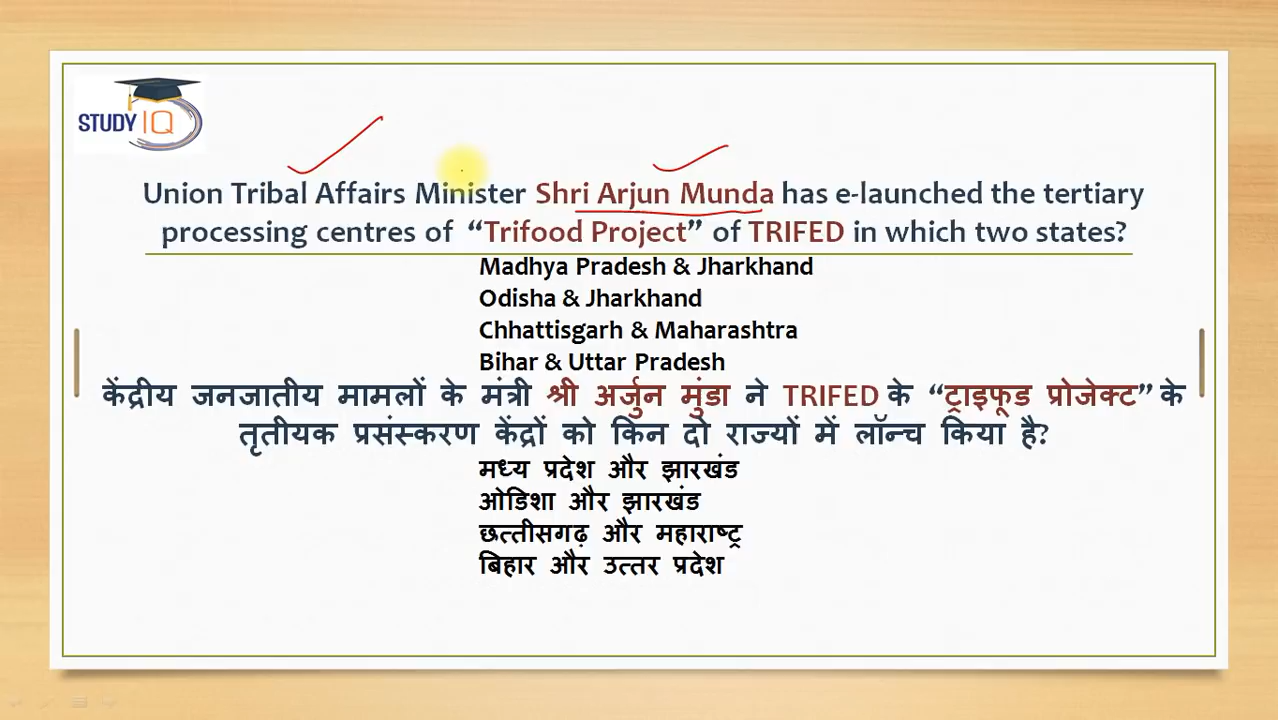 STUDY IQ
Union Tribal Affairs Minister Shri Arjun Munda has e-launched the tertiary
processing centres of “Trifood Project” of TRIFED in which two states?
Madhya Pradesh & Jharkhand
Odisha & Jharkhand
Chhattisgarh & Maharashtra
Bihar & Uttar Pradesh
केंद्रीय जनजातीय मामलों के मंत्री श्री अर्जुन मुंडा ने TRIFED के “ट्राइफूड प्रोजेक्ट” के
तृतीयक प्रसंस्करण केंद्रों को किन दो राज्यों में लॉन्च किया है?
मध्य प्रदेश और झारखंड
ओडिशा और झारखंड
छत्तीसगढ़ और महाराष्ट्र
बिहार और उत्तर प्रदेश